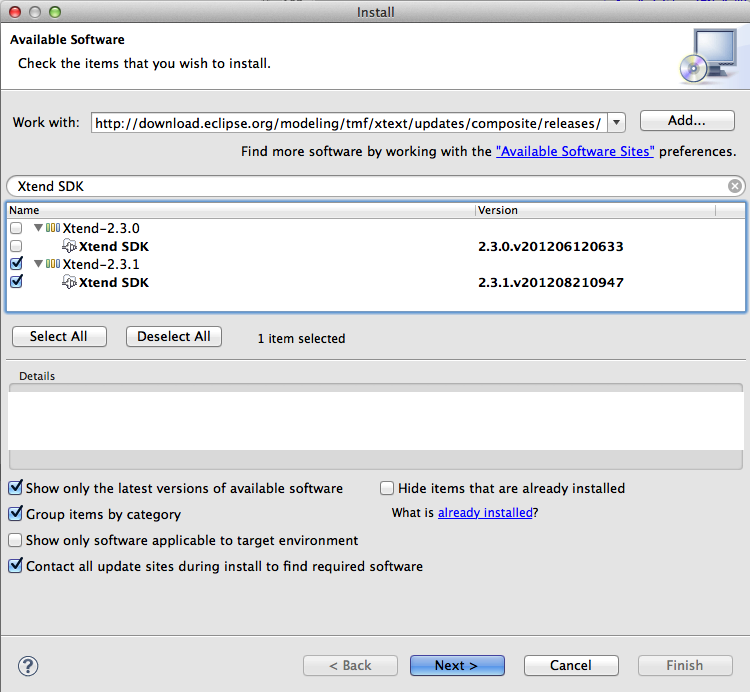 Install
Available Software
Check the items that you wish to install.
Work with: http://download.eclipse.org/modeling/tmf/xtext/updates/composite/releases/ Add...
Find more software by working with the "Available Software Sites" preferences.
Xtend SDK
Name Version
Xtend-2.3.0
Xtend SDK 2.3.0.v201206120633
Xtend-2.3.1
Xtend SDK 2.3.1.v201208210947
Select All Deselect All 1 item selected
Details
Show only the latest versions of available software Hide items that are already installed
Group items by category What is already installed?
Show only software applicable to target environment
Contact all update sites during install to find required software
? < Back Next > Cancel Finish